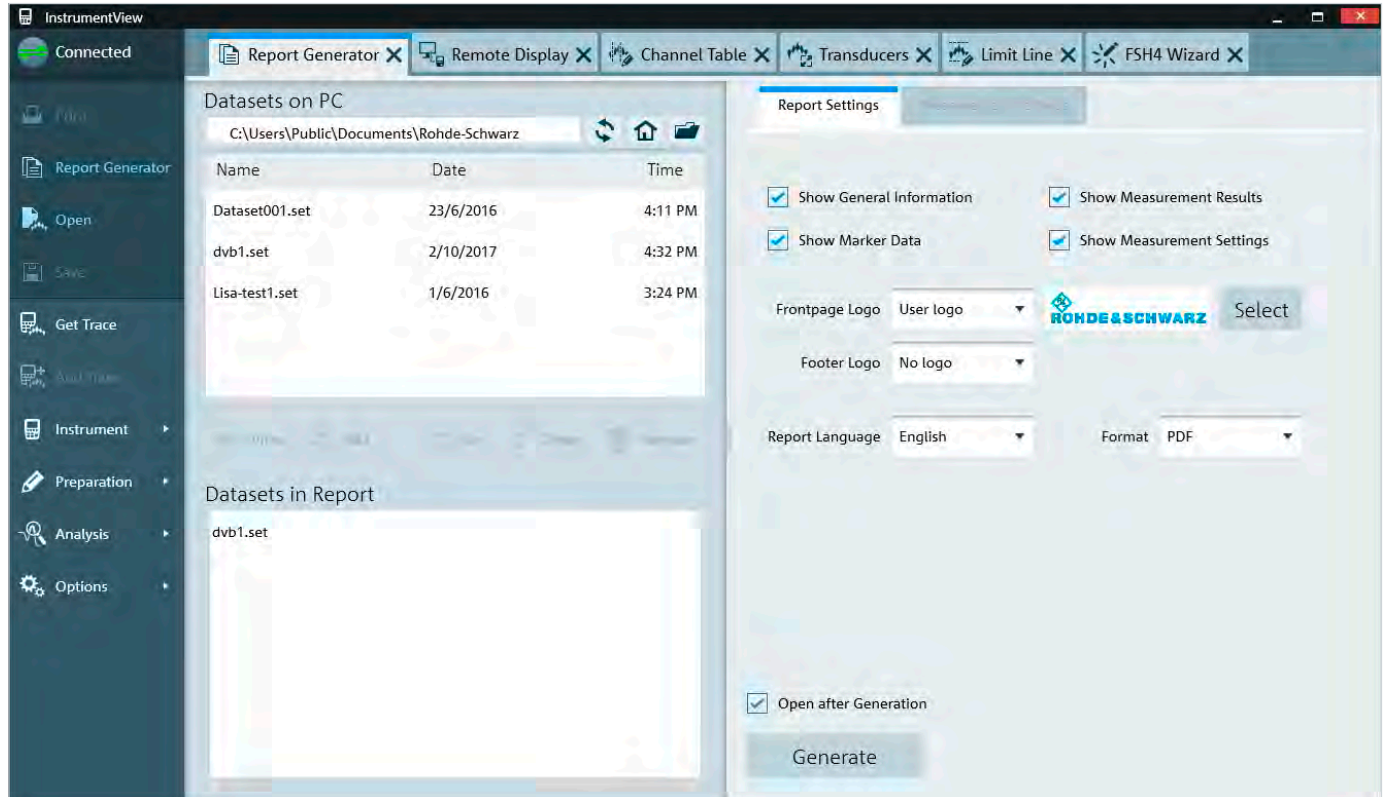 InstrumentView
Connected
Report Generator
Remote Display
Channel Table
Transducers
Limit Line
FSH4 Wizard
Print
Report Generator
Open
Save
Get Trace
Add Trace
Instrument
Preparation
Analysis
Options
Datasets on PC
C:\Users\Public\Documents\Rohde-Schwarz
Name Date Time
Dataset001.set 23/6/2016 4:11 PM
dvb1.set 2/10/2017 4:32 PM
Lisa-test1.set 1/6/2016 3:24 PM
Datasets in Report
dvb1.set
Report Settings
Show General Information Show Measurement Results
Show Marker Data Show Measurement Settings
Frontpage Logo User logo ROHDE&SCHWARZ Select
Footer Logo No logo
Report Language English Format PDF
Open after Generation
Generate